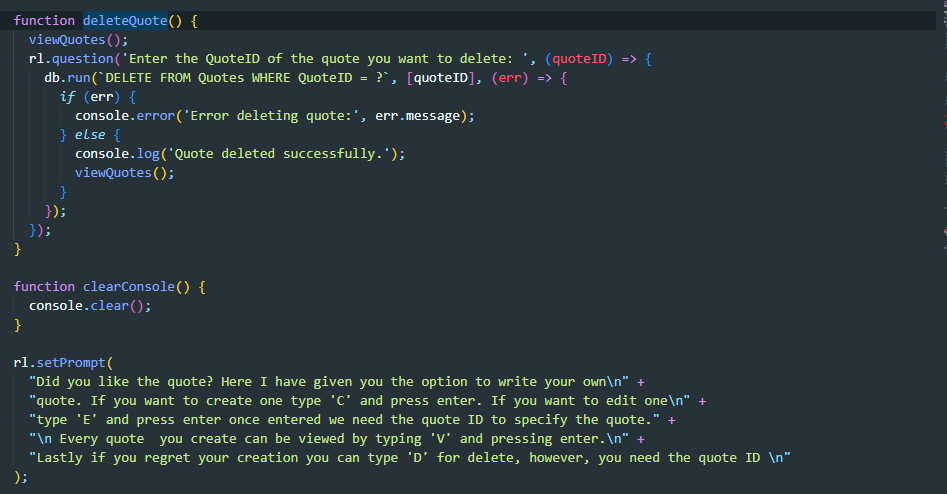 function deleteQuote() {
  viewQuotes();
  rl.question('Enter the QuoteID of the quote you want to delete: ', (quoteID) => {
    db.run(`DELETE FROM Quotes WHERE QuoteID = ?`, [quoteID], (err) => {
      if (err) {
        console.error('Error deleting quote:', err.message);
      } else {
        console.log('Quote deleted successfully.');
        viewQuotes();
      }
    });
  });
}

function clearConsole() {
  console.clear();
}

rl.setPrompt(
  "Did you like the quote? Here I have given you the option to write your own\n" +
  "quote. If you want to create one type 'C' and press enter. If you want to edit one\n" +
  "type 'E' and press enter once entered we need the quote ID to specify the quote." +
  "\n Every quote  you create can be viewed by typing 'V' and pressing enter.\n" +
  "Lastly if you regret your creation you can type 'D' for delete, however, you need the quote ID \n"
);